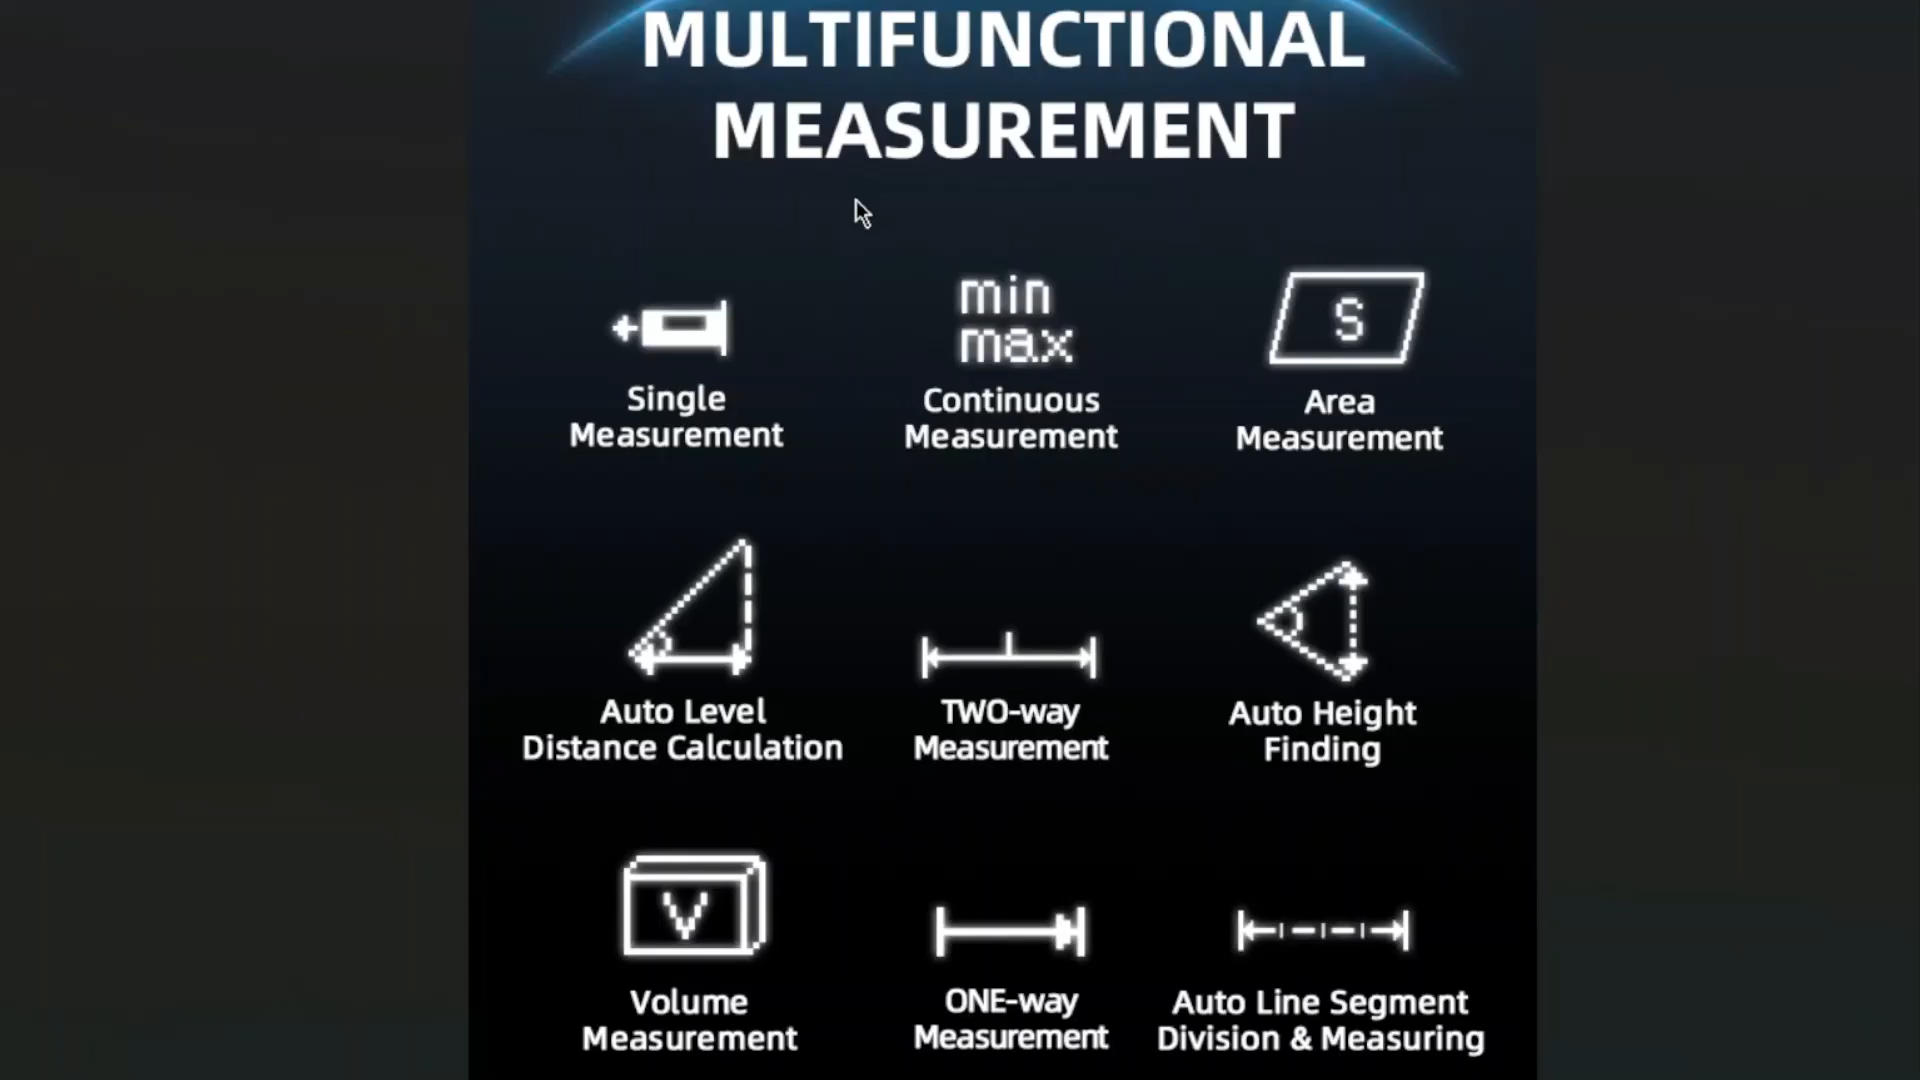 MULTIFUNCTIONAL
MEASUREMENT
min
max
S
Single
Measurement
Continuous
Measurement
Area
Measurement
Auto Level
Distance Calculation
TWO-way
Measurement
Auto Height
Finding
V
Volume
Measurement
ONE-way
Measurement
Auto Line Segment
Division & Measuring